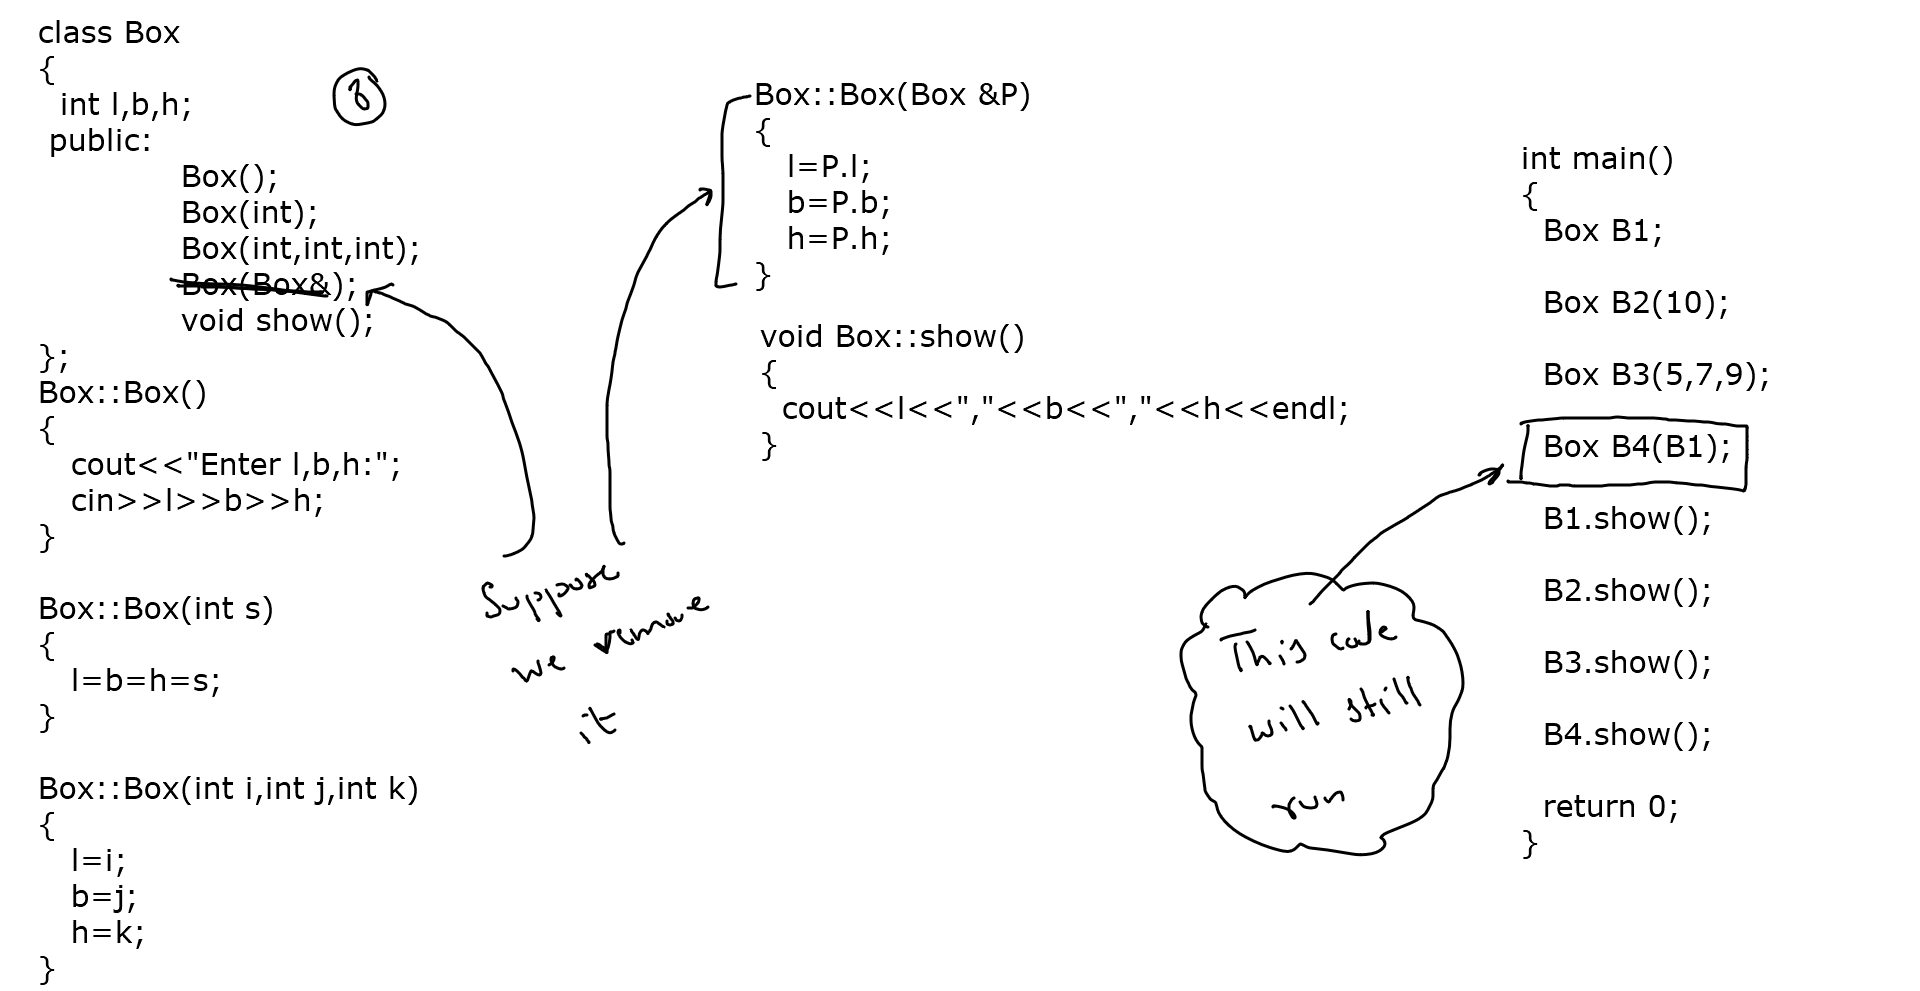 class Box
{
int l,b,h;
public:
Box();
Box(int);
Box(int,int,int);
Box(Box&);
void show();
};
Box::Box()
{
cout<<"Enter l,b,h:";
cin>>l>>b>>h;
}
Box::Box(int s)
{
l=b=h=s;
}
Box::Box(int i,int j,int k)
{
l=i;
b=j;
h=k;
}
Suppose
we remove
it
Box::Box(Box &P)
{
l=P.l;
b=P.b;
h=P.h;
}
void Box::show()
{
cout<<l<<","<<b<<","<<h<<endl;
}
This code
will still
run
int main()
{
Box B1;
Box B2(10);
Box B3(5,7,9);
Box B4(B1);
B1.show();
B2.show();
B3.show();
B4.show();
return 0;
}